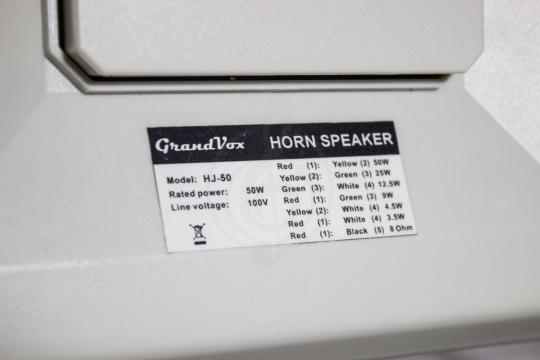 GrandVox HORN SPEAKER
Model: HJ-50
Rated power: 50W
Line voltage: 100V
Red (1): Yellow (2) 50W
Yellow (2): Green (3) 25W
Green (3): White (4) 12.5W
Red (1): Green (3) 9W
Yellow (2): White (4) 4.5W
Red (1): White (4) 3.5W
Red (1): Black (5) 8 Ohm